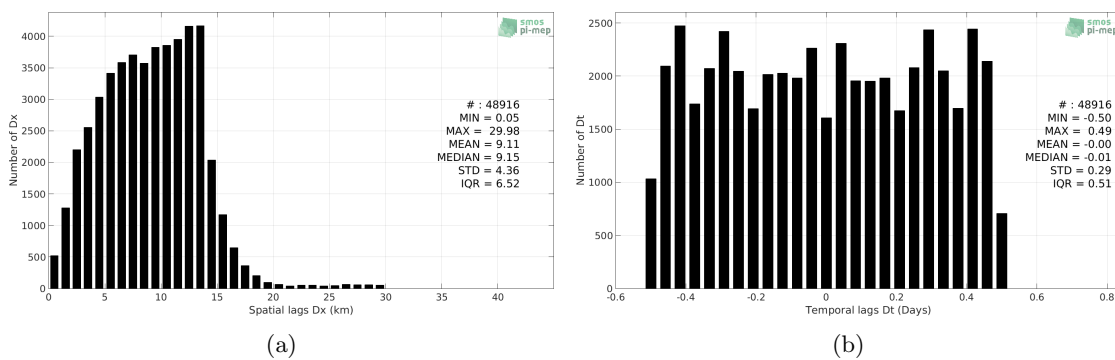 4000
3500
3000
2500
2000
1500
1000
500
0
Number of Dx
smos
pi-mep
# : 48916
MIN = 0.05
MAX = 29.98
MEAN = 9.11
MEDIAN = 9.15
STD = 4.36
IQR = 6.52
0 5 10 15 20 25 30 35 40
Spatial lags Dx (km)
(a)
2500
2000
1500
1000
500
0
Number of Dt
smos
pi-mep
# : 48916
MIN = -0.50
MAX = 0.49
MEAN = -0.00
MEDIAN = -0.01
STD = 0.29
IQR = 0.51
-0.6 -0.4 -0.2 0 0.2 0.4 0.6 0.8
Temporal lags Dt (Days)
(b)